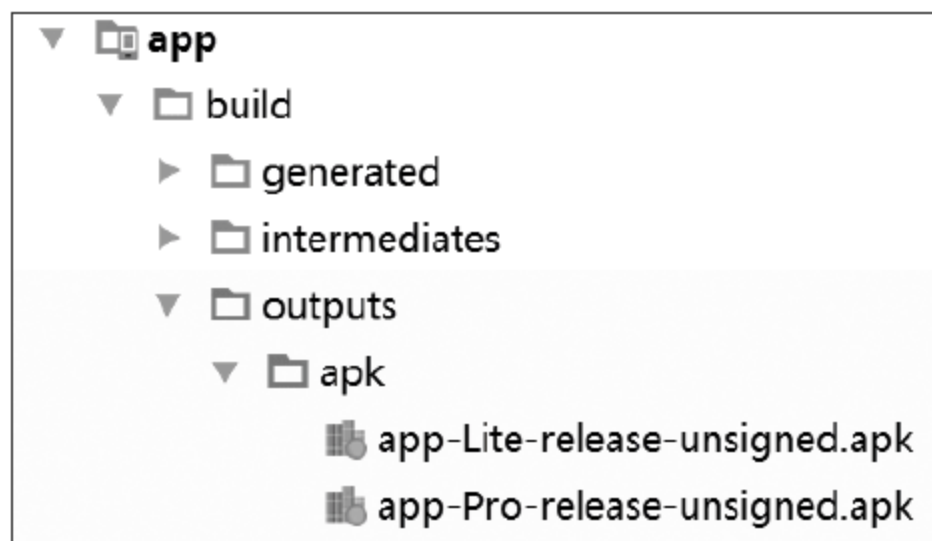 app
build
generated
intermediates
outputs
apk
app-Lite-release-unsigned.apk
app-Pro-release-unsigned.apk